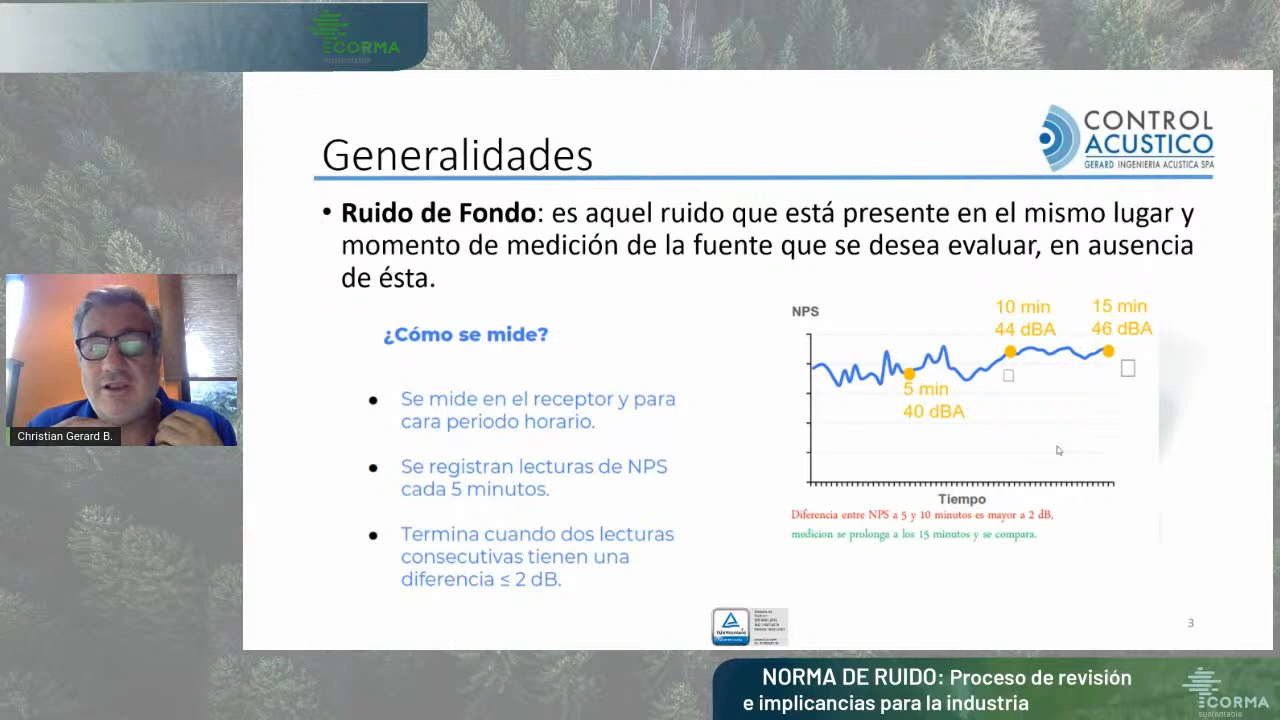 CORMA
sustentable
Generalidades
CONTROL
ACUSTICO
GERARD INGENIERIA ACUSTICA SPA
• Ruido de Fondo: es aquel ruido que está presente en el mismo lugar y
momento de medición de la fuente que se desea evaluar, en ausencia
de ésta.
¿Cómo se mide?
● Se mide en el receptor y para
cara periodo horario.
● Se registran lecturas de NPS
cada 5 minutos.
● Termina cuando dos lecturas
consecutivas tienen una
diferencia ≤ 2 dB.
NPS
10 min
44 dBA
15 min
46 dBA
5 min
40 dBA
Tiempo
Diferencia entre NPS a 5 y 10 minutos es mayor a 2 dB,
medicion se prolonga a los 15 minutos y se compara.
Christian Gerard B.
3
NORMA DE RUIDO: Proceso de revisión
e implicancias para la industria
CORMA
sustentable